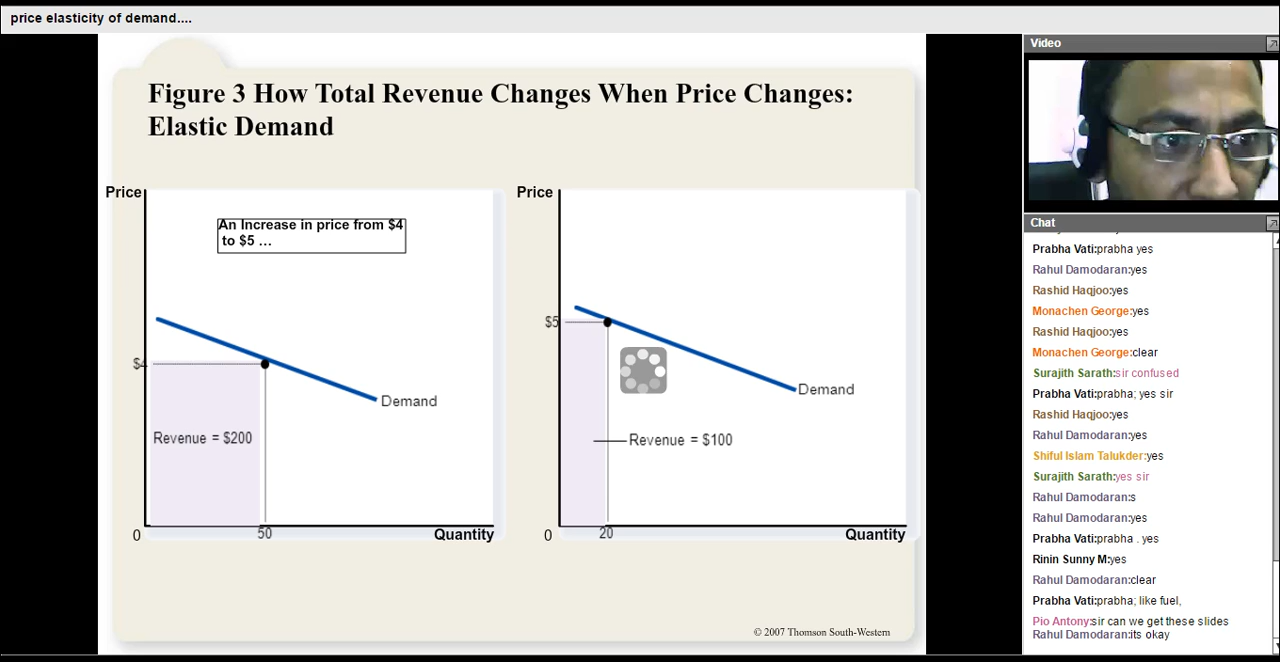 price elasticity of demand....
Figure 3 How Total Revenue Changes When Price Changes:
Elastic Demand
Price
An Increase in price from $4
to $5 ...
$4
Demand
Revenue = $200
0
50
Quantity
Price
$5
Demand
Revenue = $100
0
20
Quantity
© 2007 Thomson South-Western
Video
Chat
Prabha Vati:prabha yes
Rahul Damodaran:yes
Rashid Haqjoo:yes
Monachen George:yes
Rashid Haqjoo:yes
Monachen George:clear
Surajith Sarath:sir confused
Prabha Vati:prabha; yes sir
Rashid Haqjoo:yes
Rahul Damodaran:yes
Shiful Islam Talukder:yes
Surajith Sarath:yes sir
Rahul Damodaran:s
Rahul Damodaran:yes
Prabha Vati:prabha . yes
Rinin Sunny M:yes
Rahul Damodaran:clear
Prabha Vati:prabha; like fuel,
Pio Antony:sir can we get these slides
Rahul Damodaran:its okay